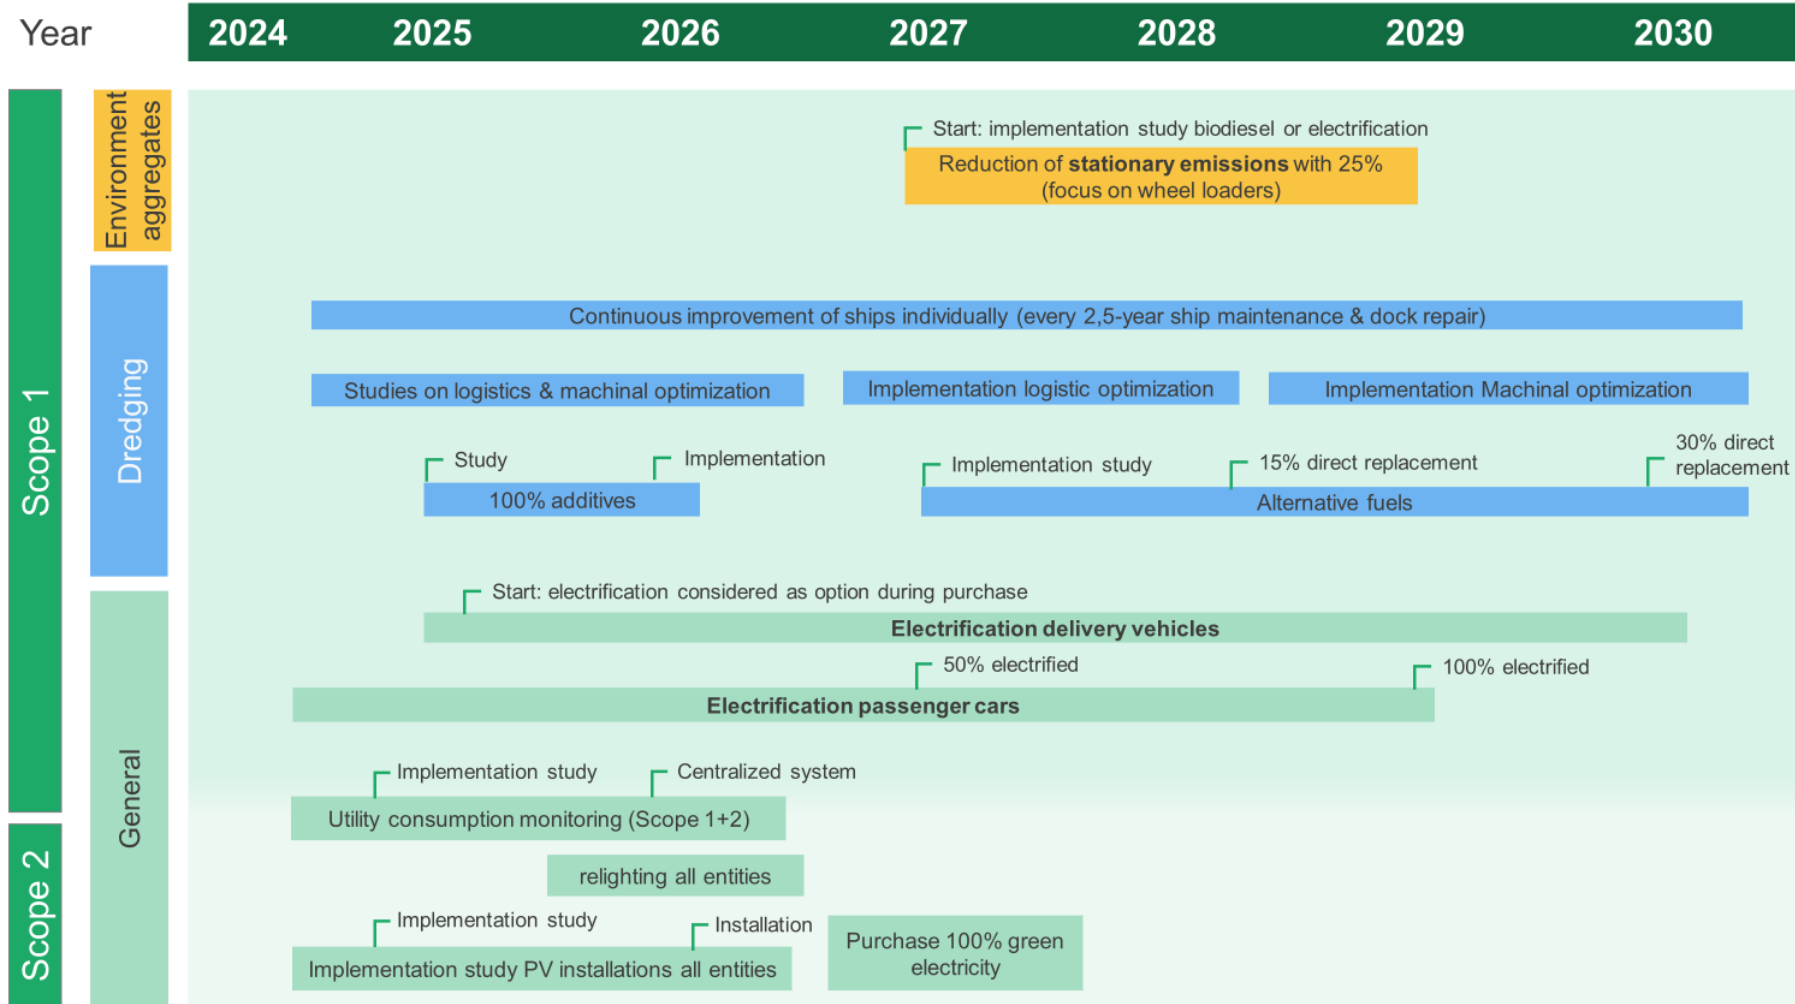 Year
2024 2025 2026 2027 2028 2029 2030
Scope 1
Environment
aggregates
Start: implementation study biodiesel or electrification
Reduction of stationary emissions with 25%
(focus on wheel loaders)
Dredging
Continuous improvement of ships individually (every 2,5-year ship maintenance & dock repair)
Studies on logistics & machinal optimization
Implementation logistic optimization
Implementation Machinal optimization
Study
Implementation
100% additives
Implementation study
15% direct replacement
30% direct
replacement
Alternative fuels
General
Start: electrification considered as option during purchase
Electrification delivery vehicles
50% electrified
100% electrified
Electrification passenger cars
Implementation study
Centralized system
Utility consumption monitoring (Scope 1+2)
Scope 2
relighting all entities
Implementation study
Installation
Implementation study PV installations all entities
Purchase 100% green
electricity